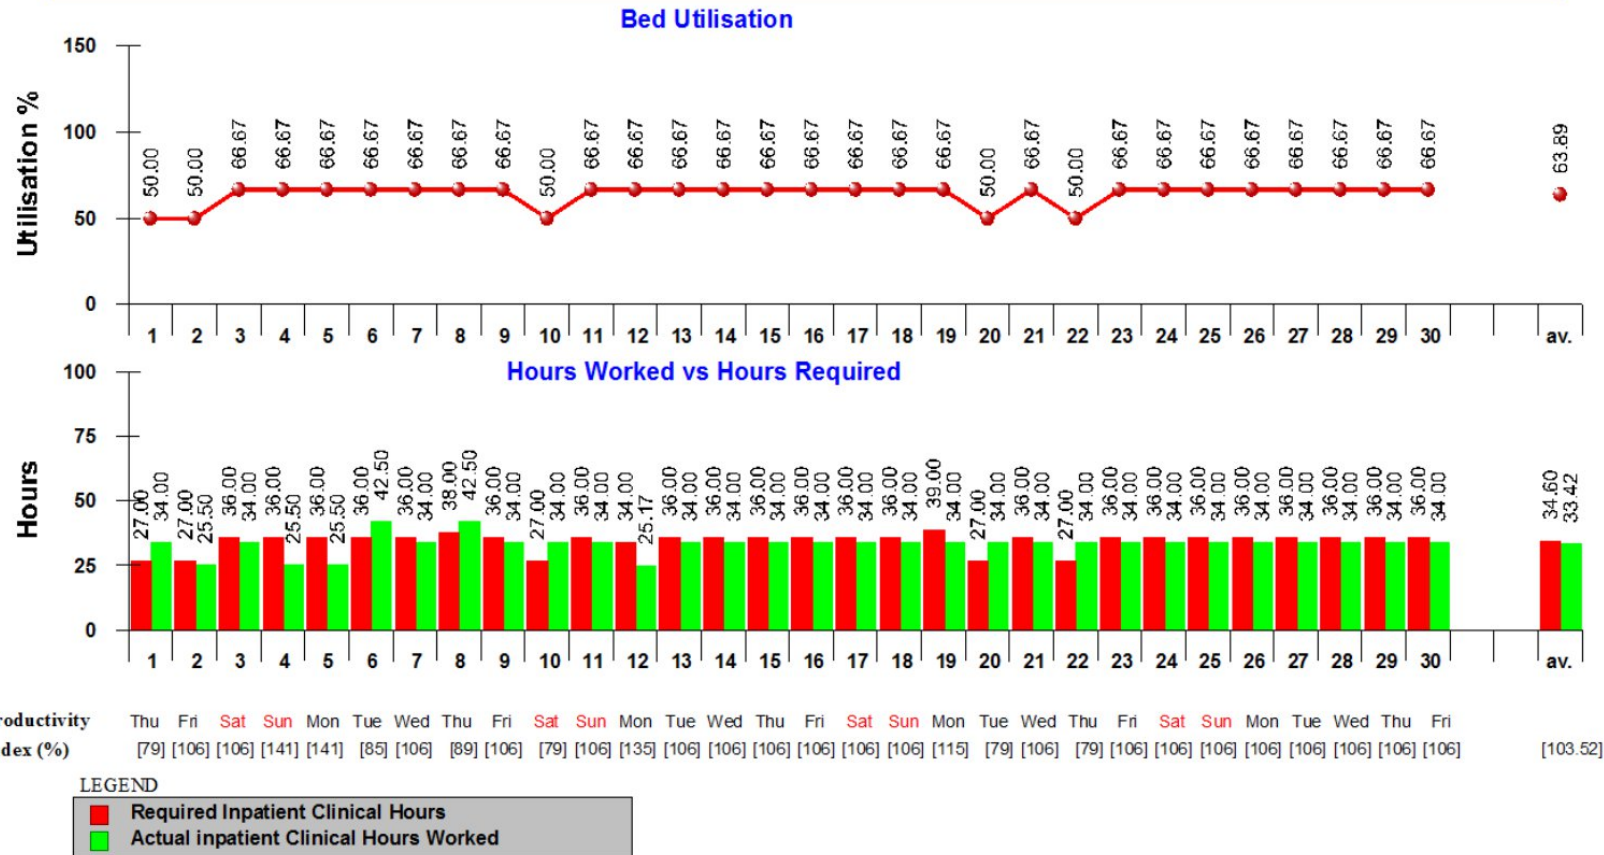 Bed Utilisation
Utilisation %
150
100
50
0
50.00 50.00 66.67 66.67 66.67 66.67 66.67 66.67 66.67 50.00 66.67 66.67 66.67 66.67 66.67 66.67 66.67 66.67 66.67 50.00 66.67 50.00 66.67 66.67 66.67 66.67 66.67 66.67 66.67 66.67 63.89
1 2 3 4 5 6 7 8 9 10 11 12 13 14 15 16 17 18 19 20 21 22 23 24 25 26 27 28 29 30 av.
Hours Worked vs Hours Required
Hours
100
75
50
25
0
27.00 34.00 27.00 25.50 36.00 34.00 36.00 25.50 36.00 25.50 36.00 42.50 36.00 34.00 38.00 42.50 36.00 34.00 27.00 34.00 36.00 34.00 34.00 25.17 36.00 34.00 36.00 34.00 36.00 34.00 36.00 34.00 36.00 34.00 36.00 34.00 39.00 34.00 27.00 34.00 36.00 34.00 27.00 34.00 36.00 34.00 36.00 34.00 36.00 34.00 36.00 34.00 36.00 34.00 36.00 34.00 36.00 34.00 36.00 34.00 34.60 33.42
1 2 3 4 5 6 7 8 9 10 11 12 13 14 15 16 17 18 19 20 21 22 23 24 25 26 27 28 29 30 av.
roductivity Thu Fri Sat Sun Mon Tue Wed Thu Fri Sat Sun Mon Tue Wed Thu Fri Sat Sun Mon Tue Wed Thu Fri Sat Sun Mon Tue Wed Thu Fri
dex (%) [79] [106] [106] [141] [141] [85] [106] [89] [106] [79] [106] [135] [106] [106] [106] [106] [106] [106] [115] [79] [106] [79] [106] [106] [106] [106] [106] [106] [106] [106] [103.52]
LEGEND
Required Inpatient Clinical Hours
Actual inpatient Clinical Hours Worked